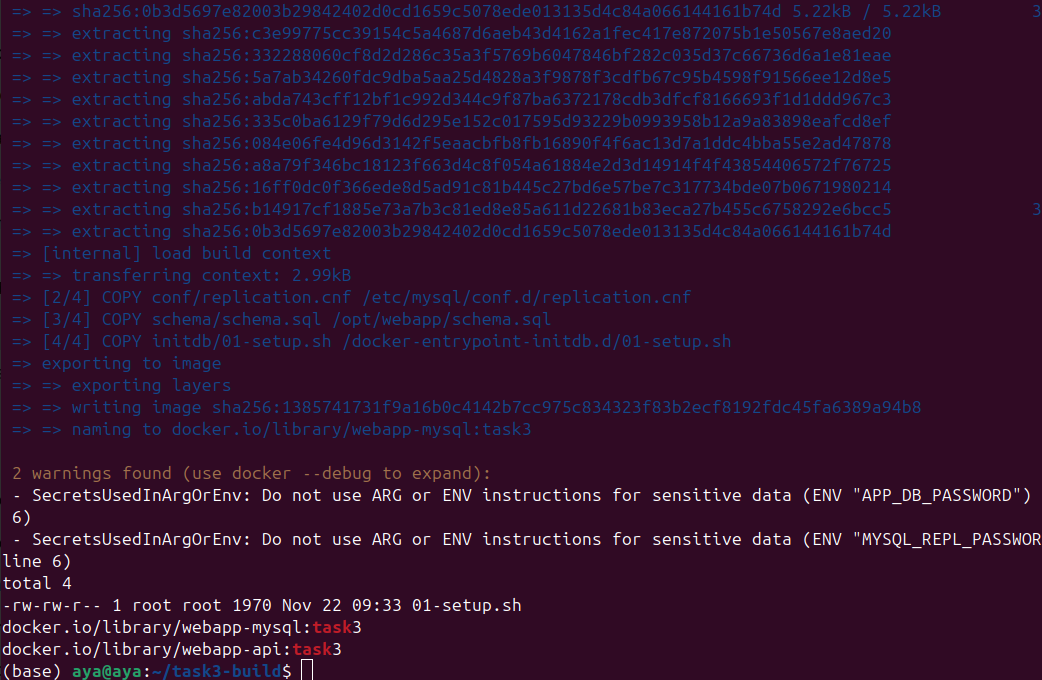 => => sha256:0b3d5697e82003b29842402d0cd1659c5078ede013135d4c84a066144161b74d 5.22kB / 5.22kB 3
=> => extracting sha256:c3e99775cc39154c5a4687d6aeb43d4162a1fec417e872075b1e50567e8aed20
=> => extracting sha256:332288060cf8d2d286c35a3f5769b6047846bf282c035d37c66736d6a1e81eae
=> => extracting sha256:5a7ab34260fdc9dba5aa25d4828a3f9878f3cdfb67c95b4598f91566ee12d8e5
=> => extracting sha256:abda743cff12bf1c992d344c9f87ba6372178cdb3dfcf8166693f1d1ddd967c3
=> => extracting sha256:335c0ba6129f79d6d295e152c017595d93229b0993958b12a9a83898eafcd8ef
=> => extracting sha256:084e06fe4d96d3142f5eaacbfb8fb16890f4f6ac13d7a1ddc4bba55e2ad47878
=> => extracting sha256:a8a79f346bc18123f663d4c8f054a61884e2d3d14914f4f43854406572f76725
=> => extracting sha256:16ff0dc0f366ede8d5ad91c81b445c27bd6e57be7c317734bde07b0671980214
=> => extracting sha256:b14917cf1885e73a7b3c81ed8e85a611d22681b83eca27b455c6758292e6bcc5 3
=> => extracting sha256:0b3d5697e82003b29842402d0cd1659c5078ede013135d4c84a066144161b74d
=> [internal] load build context
=> => transferring context: 2.99kB
=> [2/4] COPY conf/replication.cnf /etc/mysql/conf.d/replication.cnf
=> [3/4] COPY schema/schema.sql /opt/webapp/schema.sql
=> [4/4] COPY initdb/01-setup.sh /docker-entrypoint-initdb.d/01-setup.sh
=> exporting to image
=> => exporting layers
=> => writing image sha256:1385741731f9a16b0c4142b7cc975c834323f83b2ecf8192fdc45fa6389a94b8
=> => naming to docker.io/library/webapp-mysql:task3
2 warnings found (use docker --debug to expand):
- SecretsUsedInArgOrEnv: Do not use ARG or ENV instructions for sensitive data (ENV "APP_DB_PASSWORD")
6)
- SecretsUsedInArgOrEnv: Do not use ARG or ENV instructions for sensitive data (ENV "MYSQL_REPL_PASSWOR
line 6)
total 4
-rw-rw-r-- 1 root root 1970 Nov 22 09:33 01-setup.sh
docker.io/library/webapp-mysql:task3
docker.io/library/webapp-api:task3
(base) aya@aya:~/task3-build$